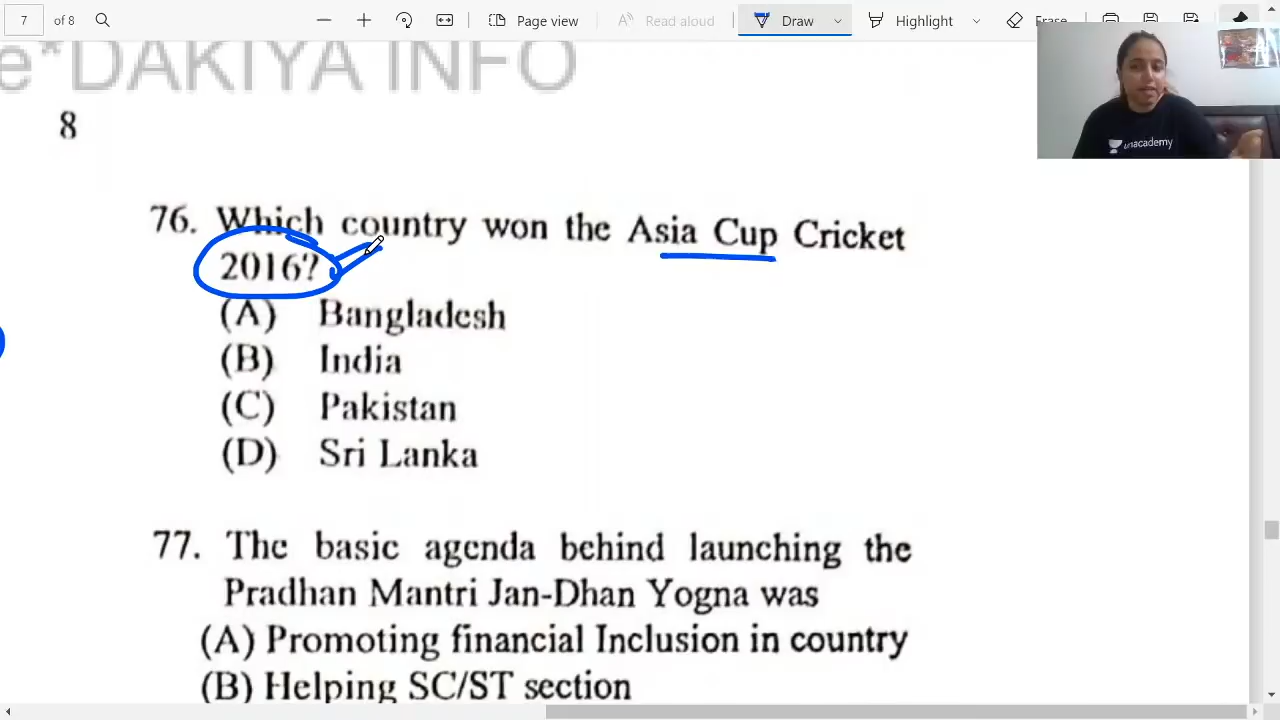 7 of 8 Page view Read aloud Draw Highlight Erase
e*DAKIYA INFO
unacademy
8
76. Which country won the Asia Cup Cricket
2016?
(A) Bangladesh
(B) India
(C) Pakistan
(D) Sri Lanka
77. The basic agenda behind launching the
Pradhan Mantri Jan-Dhan Yogna was
(A) Promoting financial Inclusion in country
(B) Helping SC/ST section